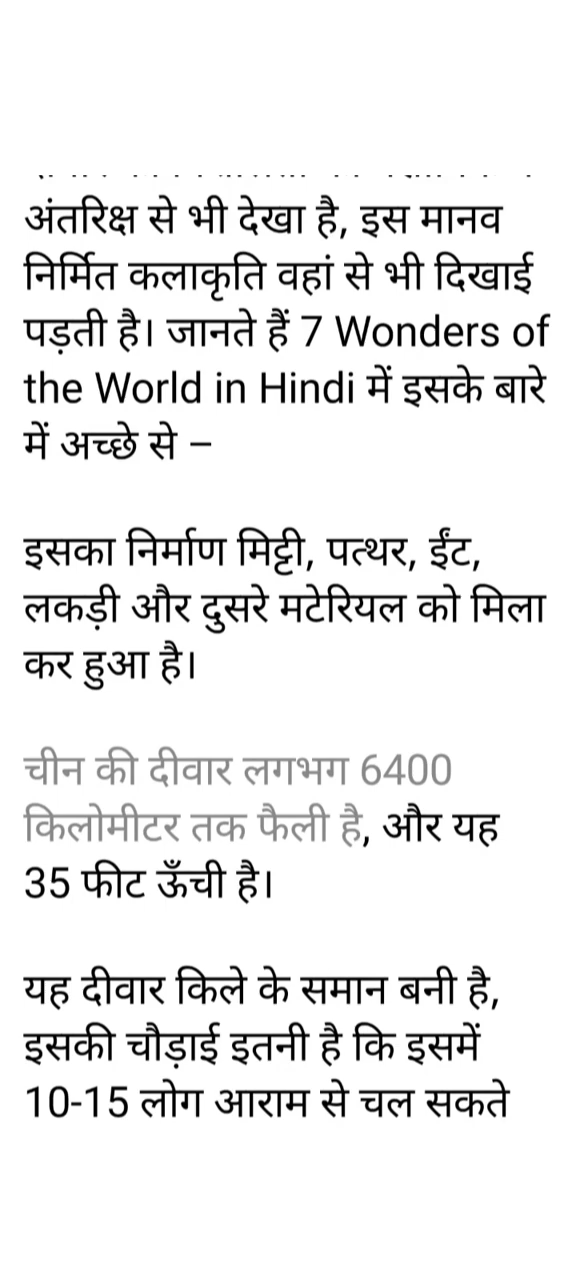 अंतरिक्ष से भी देखा है, इस मानव
निर्मित कलाकृति वहां से भी दिखाई
पड़ती है। जानते हैं 7 Wonders of
the World in Hindi में इसके बारे
में अच्छे से –
इसका निर्माण मिट्टी, पत्थर, ईंट,
लकड़ी और दुसरे मटेरियल को मिला
कर हुआ है।
चीन की दीवार लगभग 6400
किलोमीटर तक फैली है, और यह
35 फीट ऊँची है।
यह दीवार किले के समान बनी है,
इसकी चौड़ाई इतनी है कि इसमें
10-15 लोग आराम से चल सकते